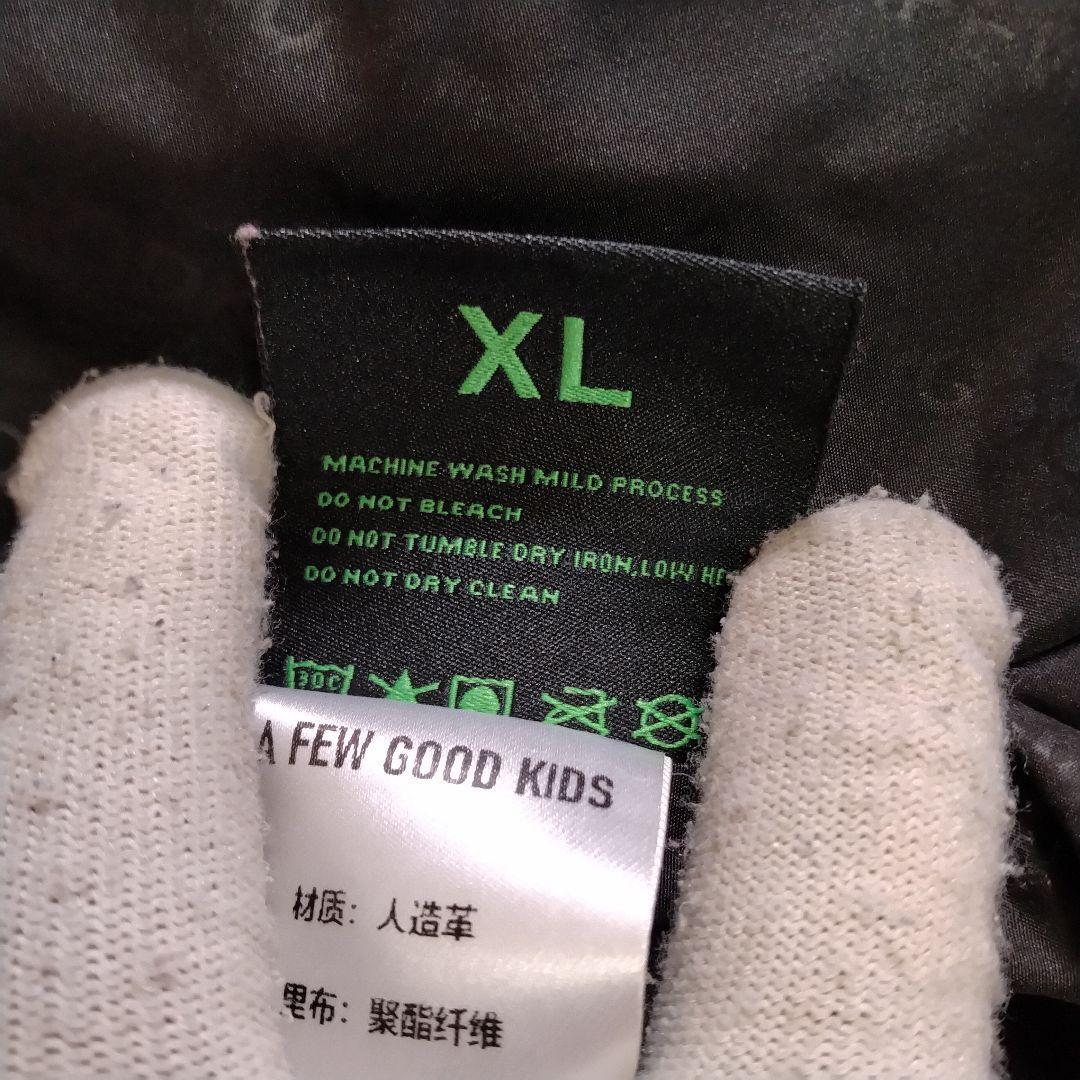 XL
MACHINE WASH MILD PROCESS
DO NOT BLEACH
DO NOT TUMBLE DRY IRON,LOW
DO NOT DRY CLEAN
30C
A FEW GOOD KIDS
材质：人造革
里布：聚酯纤维